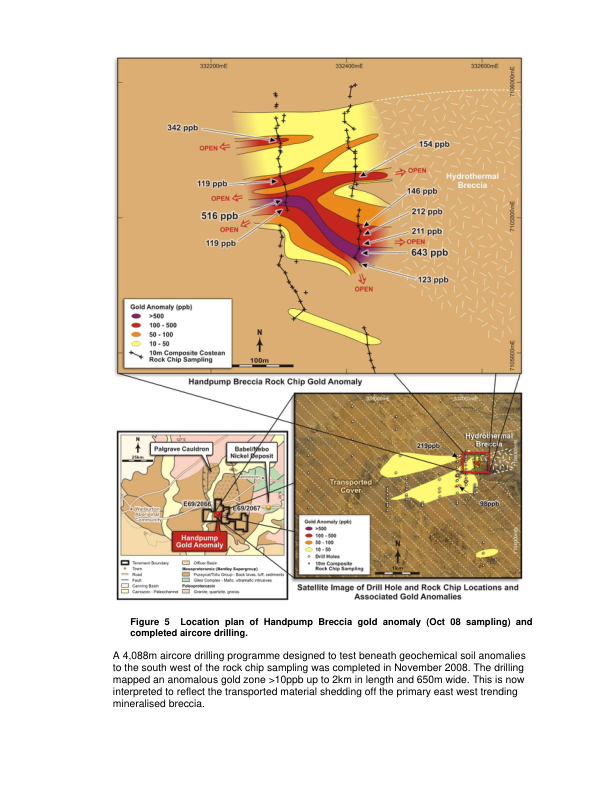 332200mE
332400mE
332600mE
342 ppb
OPEN
154 ppb
OPEN
Hydrothermal
Breccia
119 ppb
146 ppb
OPEN
516 ppb
212 ppb
OPEN
211 ppb
OPEN
119 ppb
643 ppb
123 ppb
OPEN
Gold Anomaly (ppb)
>500
100 - 500
50 - 100
10 - 50
10m Composite Costean
Rock Chip Sampling
N
100m
Handpump Breccia Rock Chip Gold Anomaly
N
25km
Palgrave Cauldron
Babel/Nebo
Nickel Deposit
E69/2066
E69/2067
Handpump
Gold Anomaly
Tenement Boundary
Town
Road
Fault
Canning Basin
Cainozoic - Paleochannel
Officer Basin
Mesoproterozoic (Bentley Supergroup)
Giles Complex - Mafic, ultramafic intrusives
Paleoproterozoic
Granite, quartzite, gneiss
219ppb
Hydrothermal
Breccia
Transported
Cover
98ppb
Gold Anomaly (ppb)
>500
100 - 500
50 - 100
10 - 50
Drill Holes
10m Composite
Rock Chip Sampling
N
1km
Satellite Image of Drill Hole and Rock Chip Locations and
Associated Gold Anomalies
Figure 5 Location plan of Handpump Breccia gold anomaly (Oct 08 sampling) and
completed aircore drilling.
A 4,088m aircore drilling programme designed to test beneath geochemical soil anomalies
to the south west of the rock chip sampling was completed in November 2008. The drilling
mapped an anomalous gold zone >10ppb up to 2km in length and 650m wide. This is now
interpreted to reflect the transported material shedding off the primary east west trending
mineralised breccia.